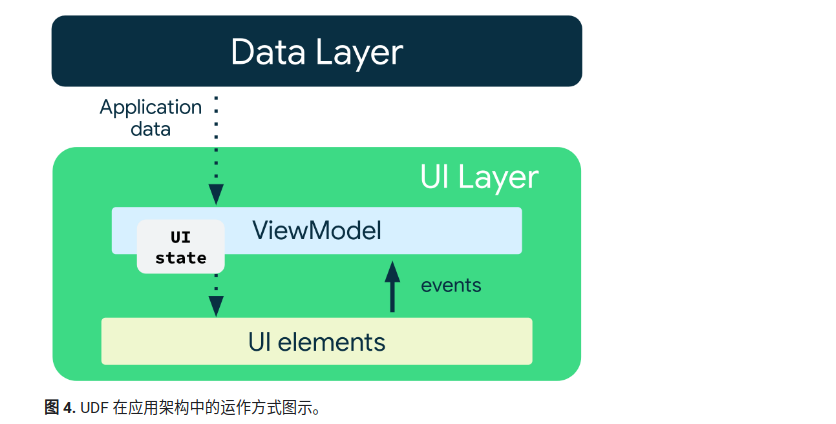 Data Layer
Application
data
UI Layer
ViewModel
UI
state
events
UI elements
图 4. UDF 在应用架构中的运作方式图示。